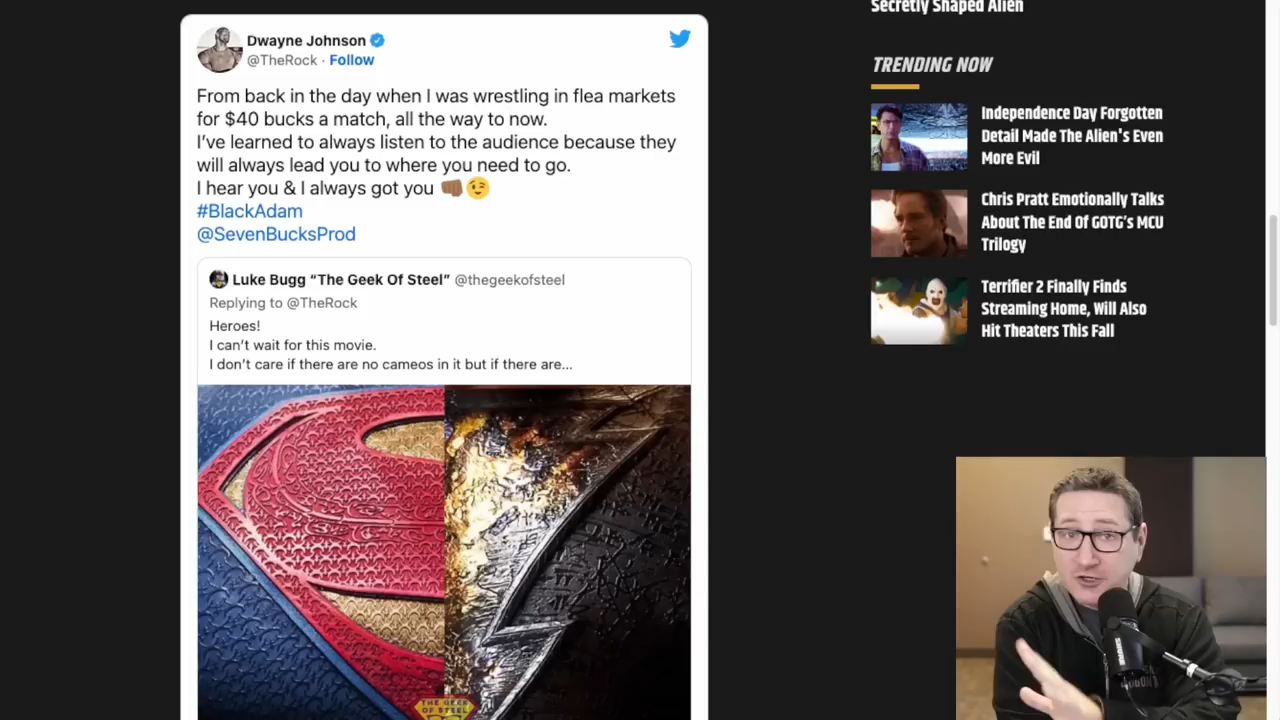 Dwayne Johnson
@TheRock · Follow
From back in the day when I was wrestling in flea markets
for $40 bucks a match, all the way to now.
I've learned to always listen to the audience because they
will always lead you to where you need to go.
I hear you & I always got you 👊🏾😉
#BlackAdam
@SevenBucksProd
Luke Bugg “The Geek Of Steel” @thegeekofsteel
Replying to @TheRock
Heroes!
I can't wait for this movie.
I don't care if there are no cameos in it but if there are...
THE GEEK
OF STEEL
Secretly Shaped Alien
TRENDING NOW
Independence Day Forgotten
Detail Made The Alien's Even
More Evil
Chris Pratt Emotionally Talks
About The End Of GOTG's MCU
Trilogy
Terrifier 2 Finally Finds
Streaming Home, Will Also
Hit Theaters This Fall